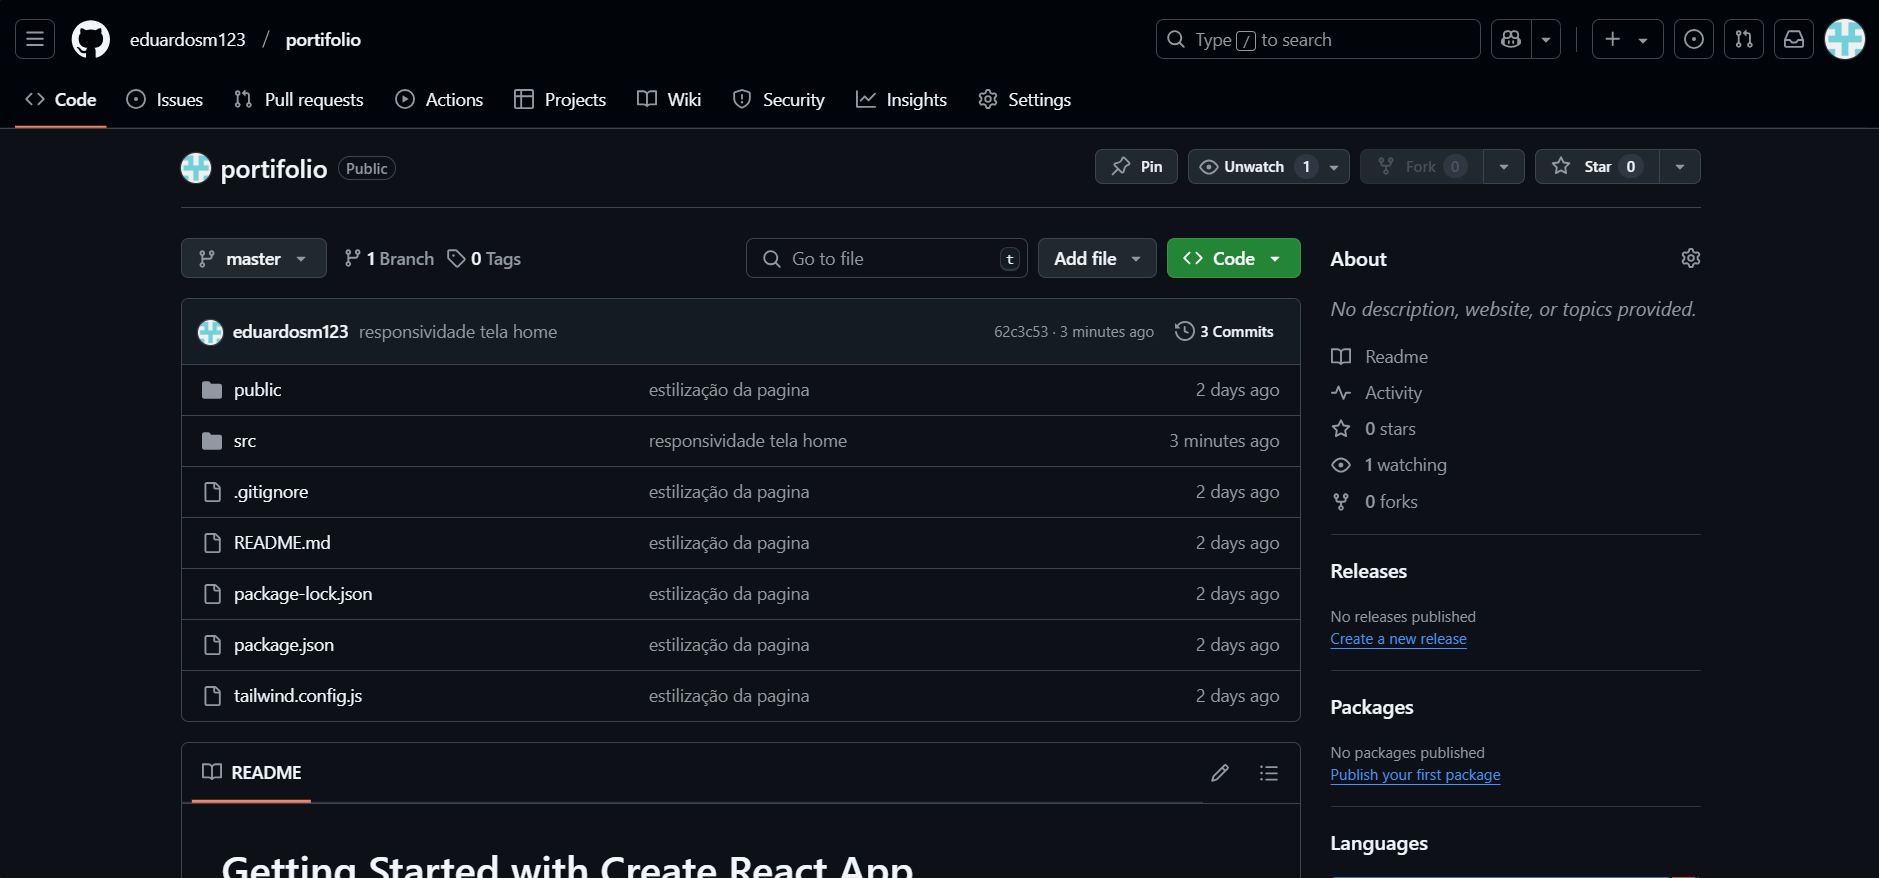 eduardosm123 / portifolio
Type / to search
Code Issues Pull requests Actions Projects Wiki Security Insights Settings
portifolio Public
Pin Unwatch 1 Fork 0 Star 0
master 1 Branch 0 Tags Go to file t Add file Code
eduardosm123 responsividade tela home 62c3c53 · 3 minutes ago 3 Commits
public estilização da pagina 2 days ago
src responsividade tela home 3 minutes ago
.gitignore estilização da pagina 2 days ago
README.md estilização da pagina 2 days ago
package-lock.json estilização da pagina 2 days ago
package.json estilização da pagina 2 days ago
tailwind.config.js estilização da pagina 2 days ago
README
Getting Started with Create React App
About
No description, website, or topics provided.
Readme
Activity
0 stars
1 watching
0 forks
Releases
No releases published
Create a new release
Packages
No packages published
Publish your first package
Languages